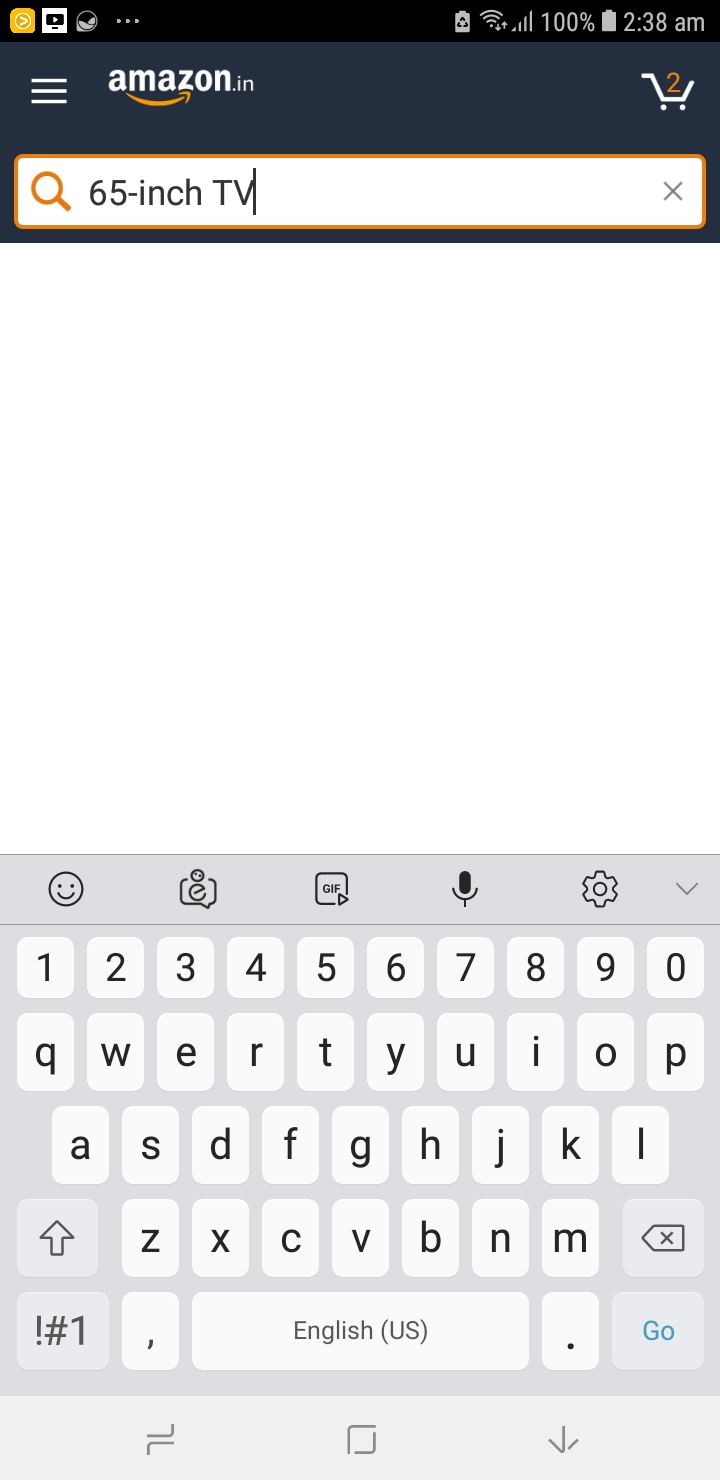 100% 2:38 am
amazon.in
2
65-inch TV
GIF
1 2 3 4 5 6 7 8 9 0
q w e r t y u i o p
a s d f g h j k l
z x c v b n m
!#1 , English (US) . Go